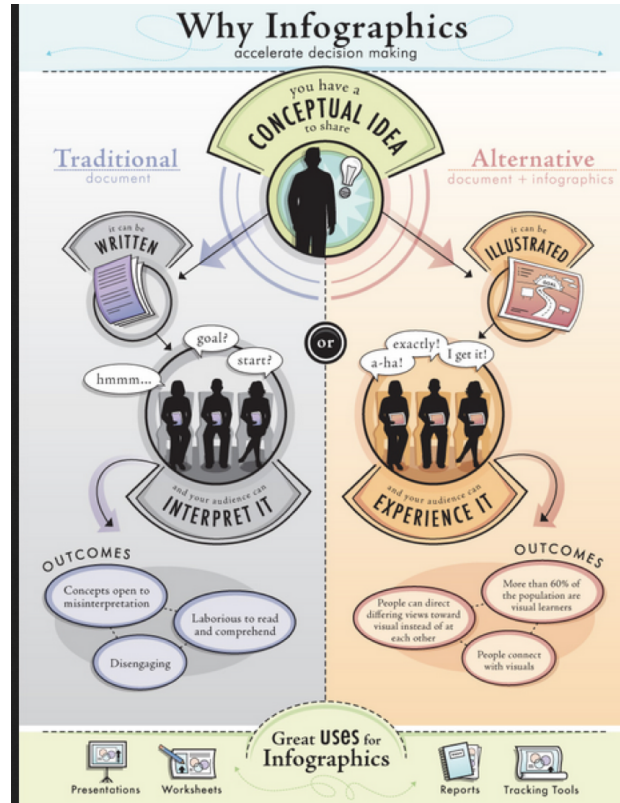 Why Infographics
accelerate decision making
you have a
CONCEPTUAL IDEA
to share
Traditional
document
Alternative
document + infographics
it can be
WRITTEN
it can be
ILLUSTRATED
GOAL
or
hmmm...
goal?
start?
a-ha!
exactly!
I get it!
and your audience can
INTERPRET IT
and your audience can
EXPERIENCE IT
OUTCOMES
Concepts open to
misinterpretation
Laborious to read
and comprehend
Disengaging
OUTCOMES
More than 60% of
the population are
visual learners
People can direct
differing views toward
visual instead of at
each other
People connect
with visuals
Great USES for
Infographics
Presentations
Worksheets
Reports
Tracking Tools